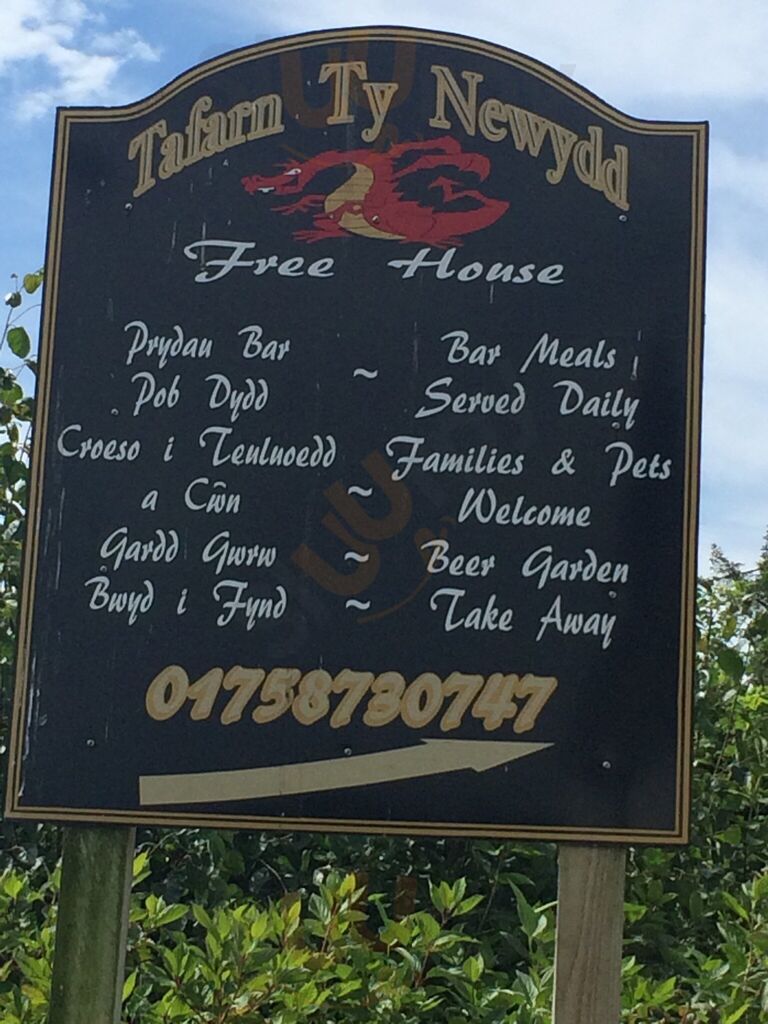 Tafarn Ty Newydd
Free House
Prydau Bar
Pob Dydd
~
Bar Meals
Served Daily
Croeso i Teuluoedd
a Cŵn
~
Families & Pets
Welcome
Gardd Gwrw ~ Beer Garden
Bwyd i Fynd ~ Take Away
01758730747